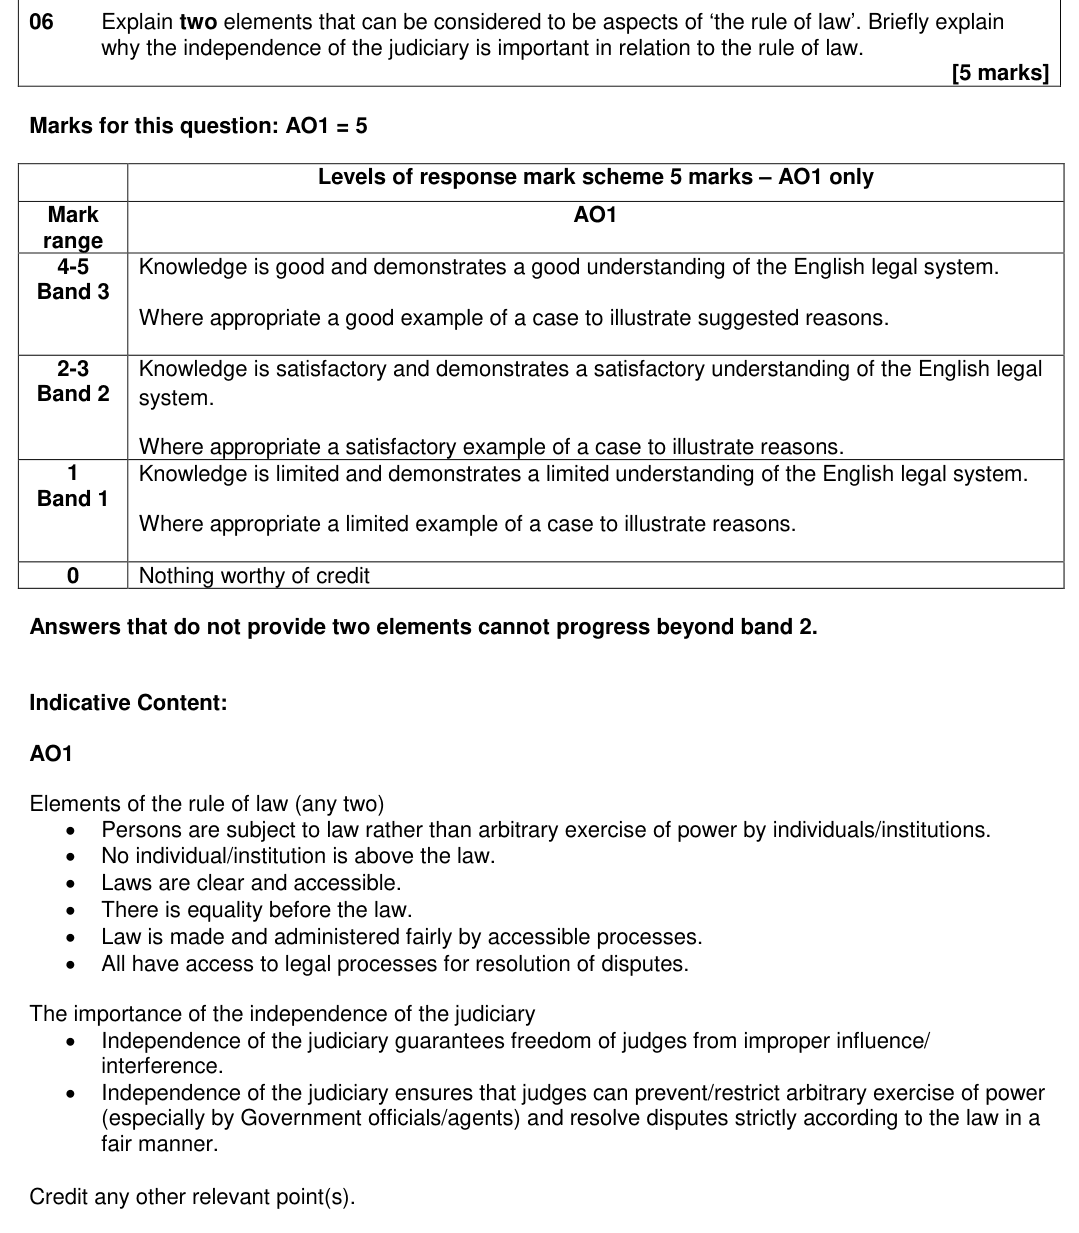 06 Explain two elements that can be considered to be aspects of ‘the rule of law’. Briefly explain
why the independence of the judiciary is important in relation to the rule of law.
[5 marks]
Marks for this question: AO1 = 5
Levels of response mark scheme 5 marks – AO1 only
Mark
range
AO1
4-5
Band 3
Knowledge is good and demonstrates a good understanding of the English legal system.
Where appropriate a good example of a case to illustrate suggested reasons.
2-3
Band 2
Knowledge is satisfactory and demonstrates a satisfactory understanding of the English legal
system.
Where appropriate a satisfactory example of a case to illustrate reasons.
1
Band 1
Knowledge is limited and demonstrates a limited understanding of the English legal system.
Where appropriate a limited example of a case to illustrate reasons.
0
Nothing worthy of credit
Answers that do not provide two elements cannot progress beyond band 2.
Indicative Content:
AO1
Elements of the rule of law (any two)
• Persons are subject to law rather than arbitrary exercise of power by individuals/institutions.
• No individual/institution is above the law.
• Laws are clear and accessible.
• There is equality before the law.
• Law is made and administered fairly by accessible processes.
• All have access to legal processes for resolution of disputes.
The importance of the independence of the judiciary
• Independence of the judiciary guarantees freedom of judges from improper influence/
interference.
• Independence of the judiciary ensures that judges can prevent/restrict arbitrary exercise of power
(especially by Government officials/agents) and resolve disputes strictly according to the law in a
fair manner.
Credit any other relevant point(s).